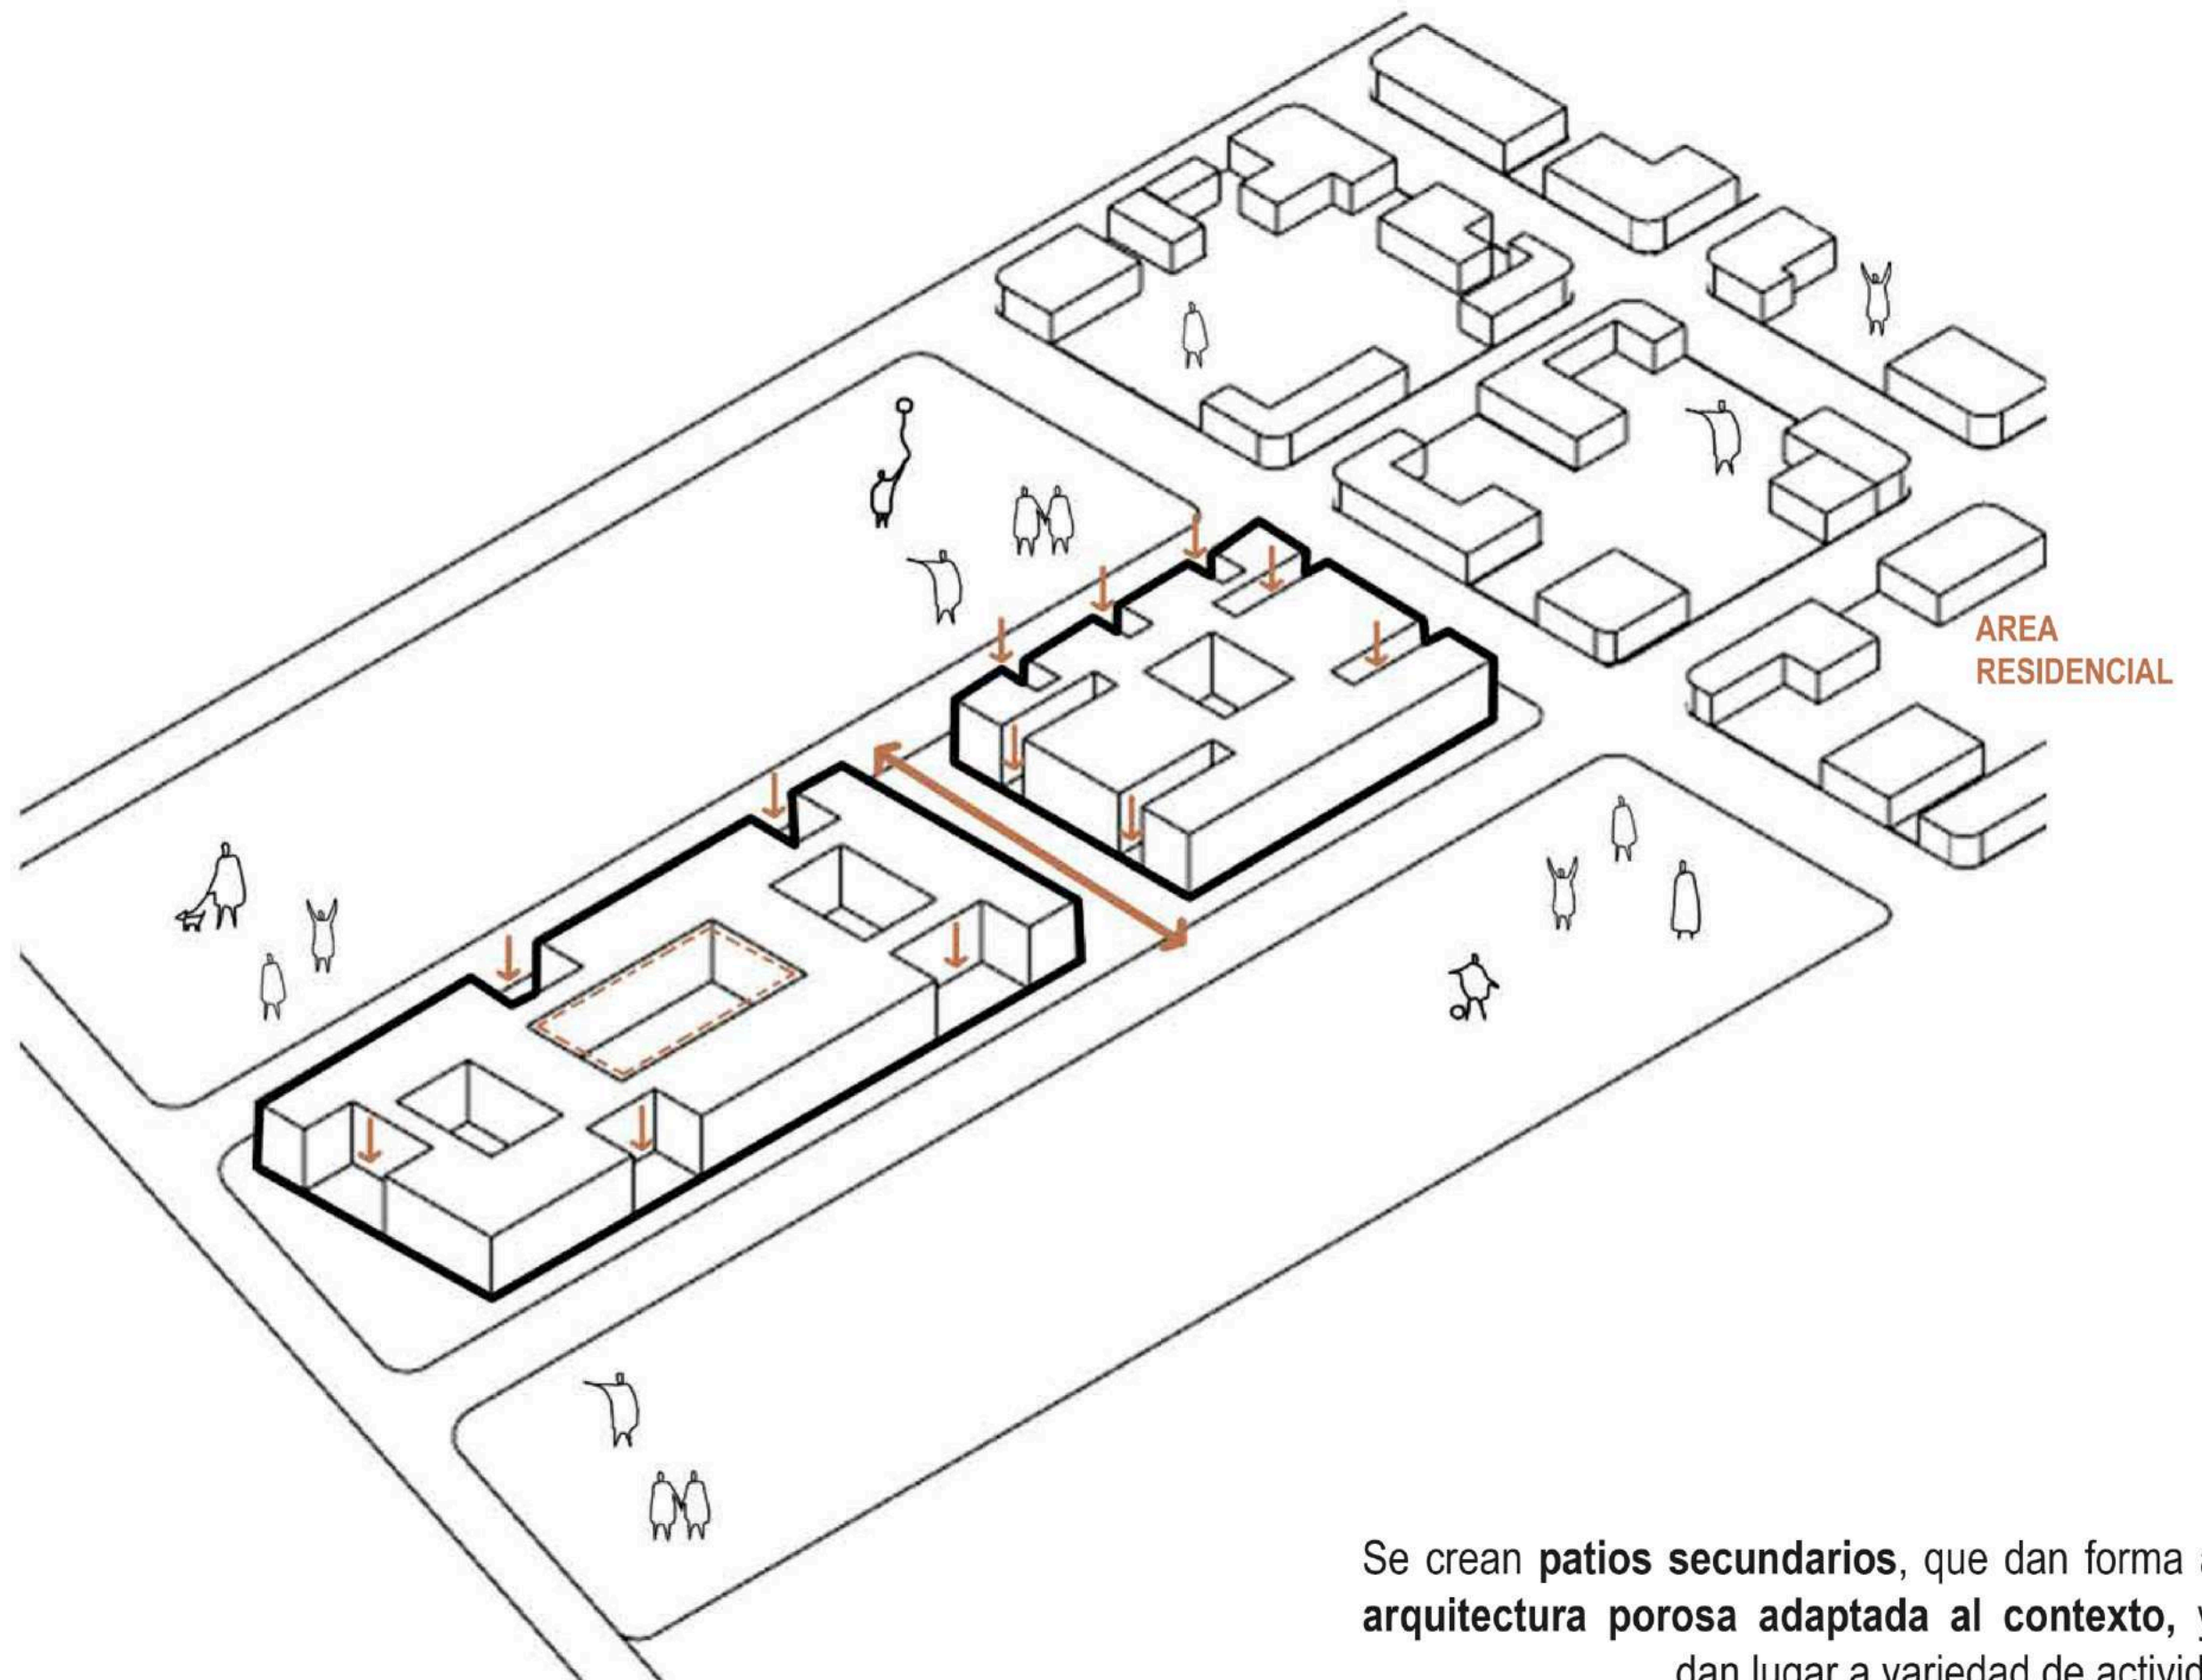 AREA
RESIDENCIAL
Se crean patios secundarios, que dan forma
arquitectura porosa adaptada al contexto,
dan lugar a variedad de